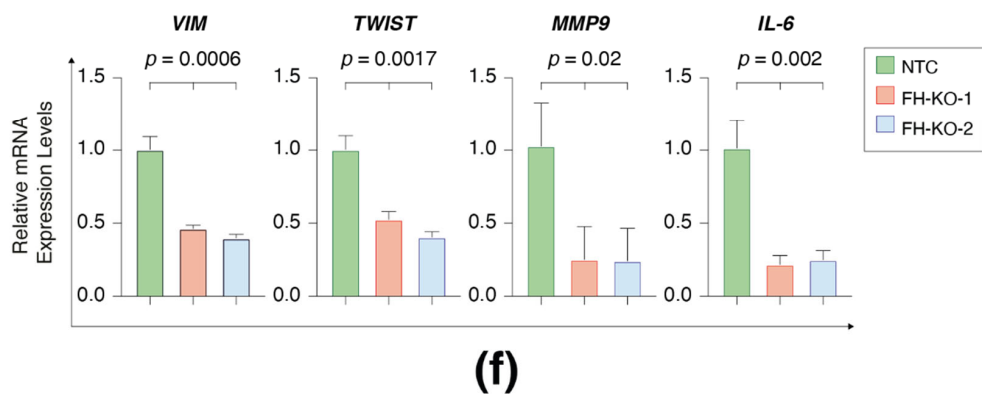 VIM TWIST MMP9 IL-6
p = 0.0006 p = 0.0017 p = 0.02 p = 0.002
1.5 1.5 1.5 1.5
1.0 1.0 1.0 1.0
0.5 0.5 0.5 0.5
0.0 0.0 0.0 0.0
Relative mRNA
Expression Levels
NTC
FH-KO-1
FH-KO-2
(f)